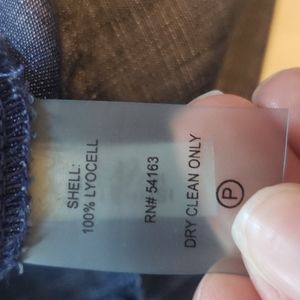 SHELL:
100% LYOCELL
RN# 54163
DRY CLEAN ONLY
P